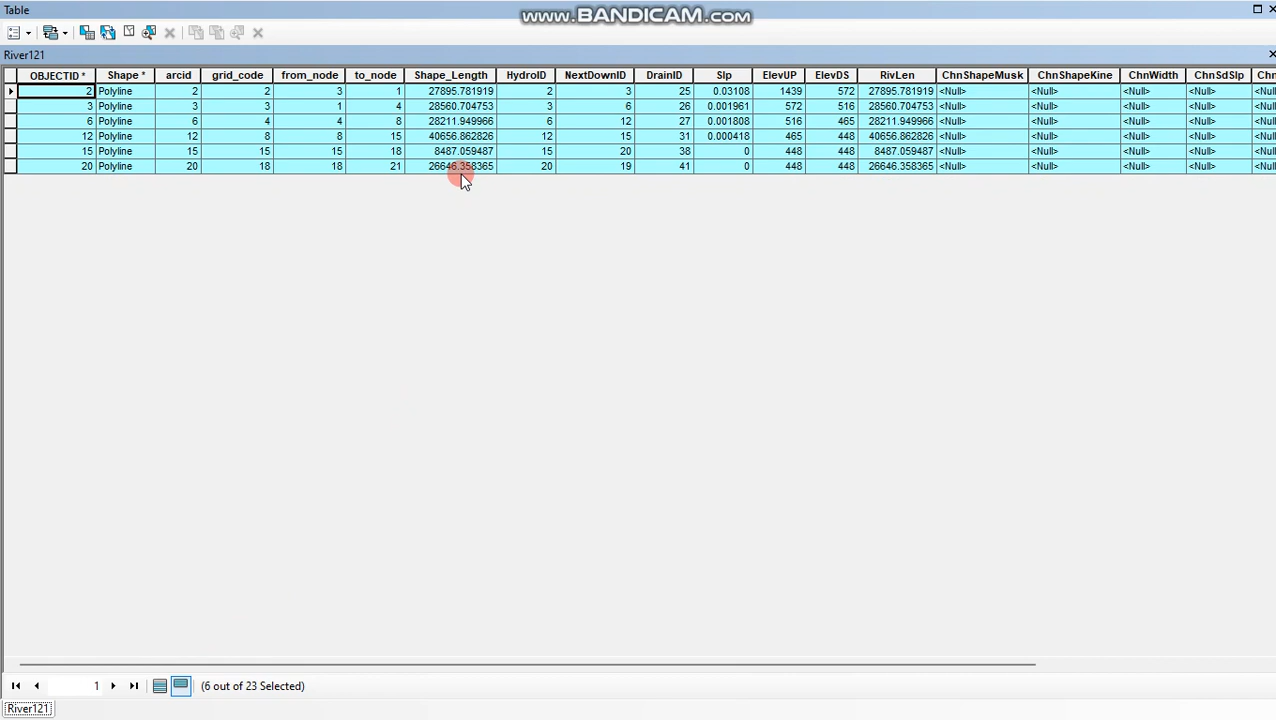 Table
www.BANDICAM.com
River121
OBJECTID * Shape * arcid grid_code from_node to_node Shape_Length HydroID NextDownID DrainID Slp ElevUP ElevDS RivLen ChnShapeMusk ChnShapeKine ChnWidth ChnSdSlp
2 Polyline 2 2 3 1 27895.781919 2 3 25 0.03108 1439 572 27895.781919 <Null> <Null> <Null> <Null> <Null>
3 Polyline 3 3 1 4 28560.704753 3 6 26 0.001961 572 516 28560.704753 <Null> <Null> <Null> <Null> <Null>
6 Polyline 6 4 4 8 28211.949966 6 12 27 0.001808 516 465 28211.949966 <Null> <Null> <Null> <Null> <Null>
12 Polyline 12 8 8 15 40656.862826 12 15 31 0.000418 465 448 40656.862826 <Null> <Null> <Null> <Null> <Null>
15 Polyline 15 15 15 18 8487.059487 15 20 38 0 448 448 8487.059487 <Null> <Null> <Null> <Null> <Null>
20 Polyline 20 18 18 21 26646.358365 20 19 41 0 448 448 26646.358365 <Null> <Null> <Null> <Null> <Null>
1 (6 out of 23 Selected)
River121